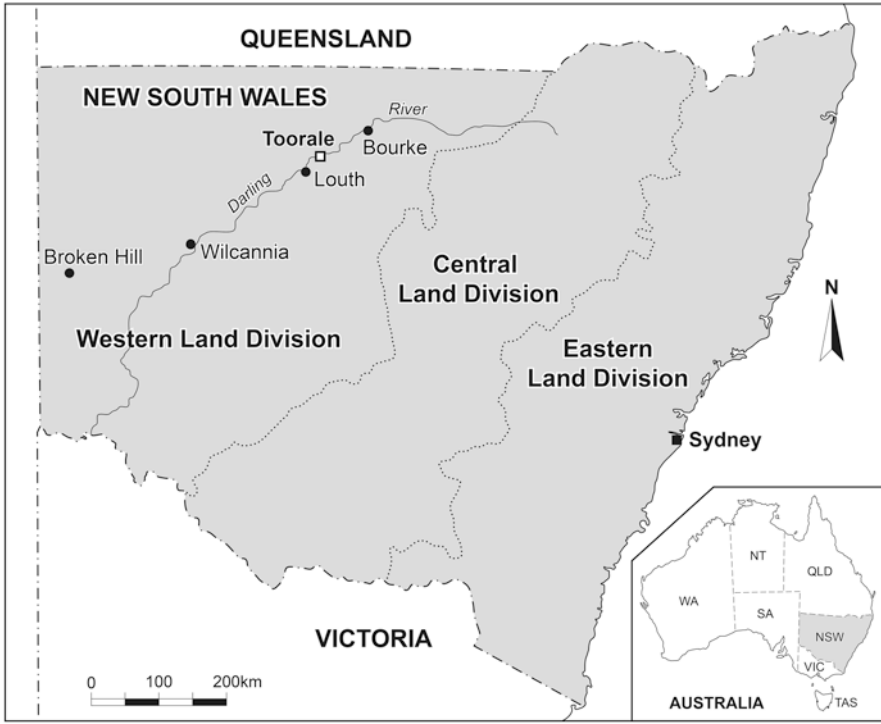 QUEENSLAND
NEW SOUTH WALES
River
Toorale
Bourke
Louth
Darling
Wilcannia
Broken Hill
Central
Land Division
N
Western Land Division
Eastern
Land Division
Sydney
VICTORIA
0 100 200km
NT
QLD
WA
SA
NSW
VIC
TAS
AUSTRALIA